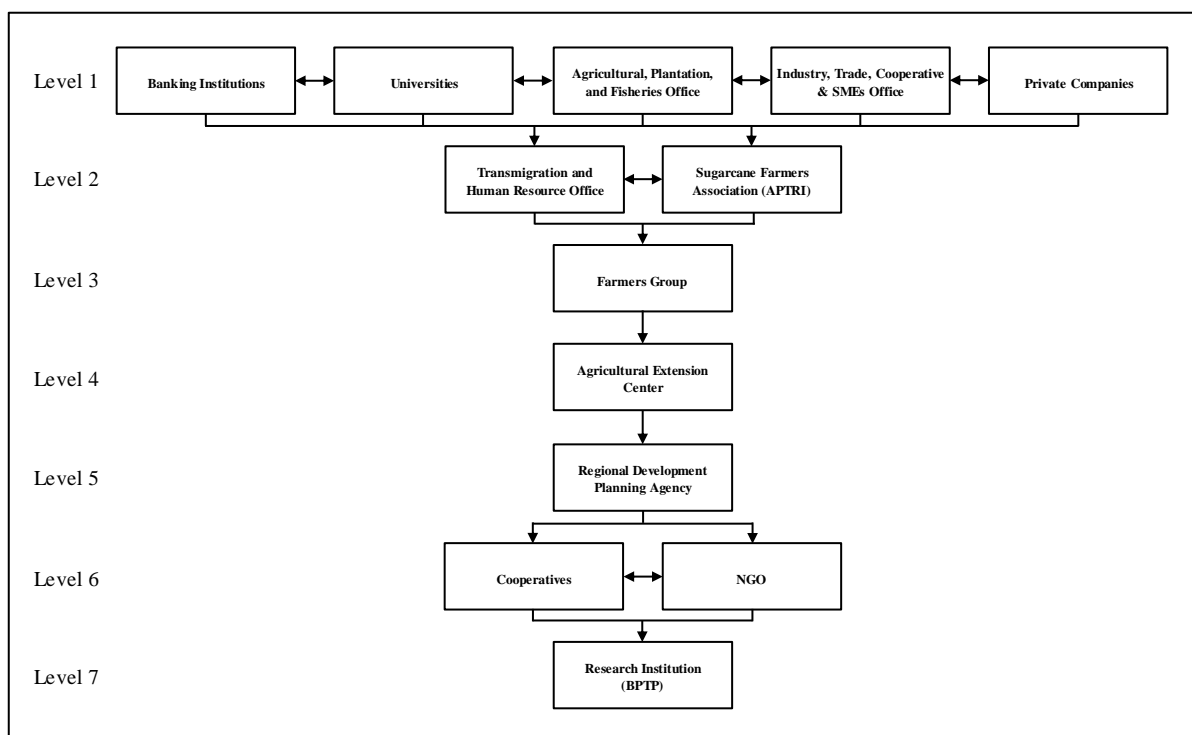 Level 1
Banking Institutions
Universities
Agricultural, Plantation,
and Fisheries Office
Industry, Trade, Cooperative
& SMEs Office
Private Companies
Level 2
Transmigration and
Human Resource Office
Sugarcane Farmers
Association (APTRI)
Level 3
Farmers Group
Level 4
Agricultural Extension
Center
Level 5
Regional Development
Planning Agency
Level 6
Cooperatives
NGO
Level 7
Research Institution
(BPTP)